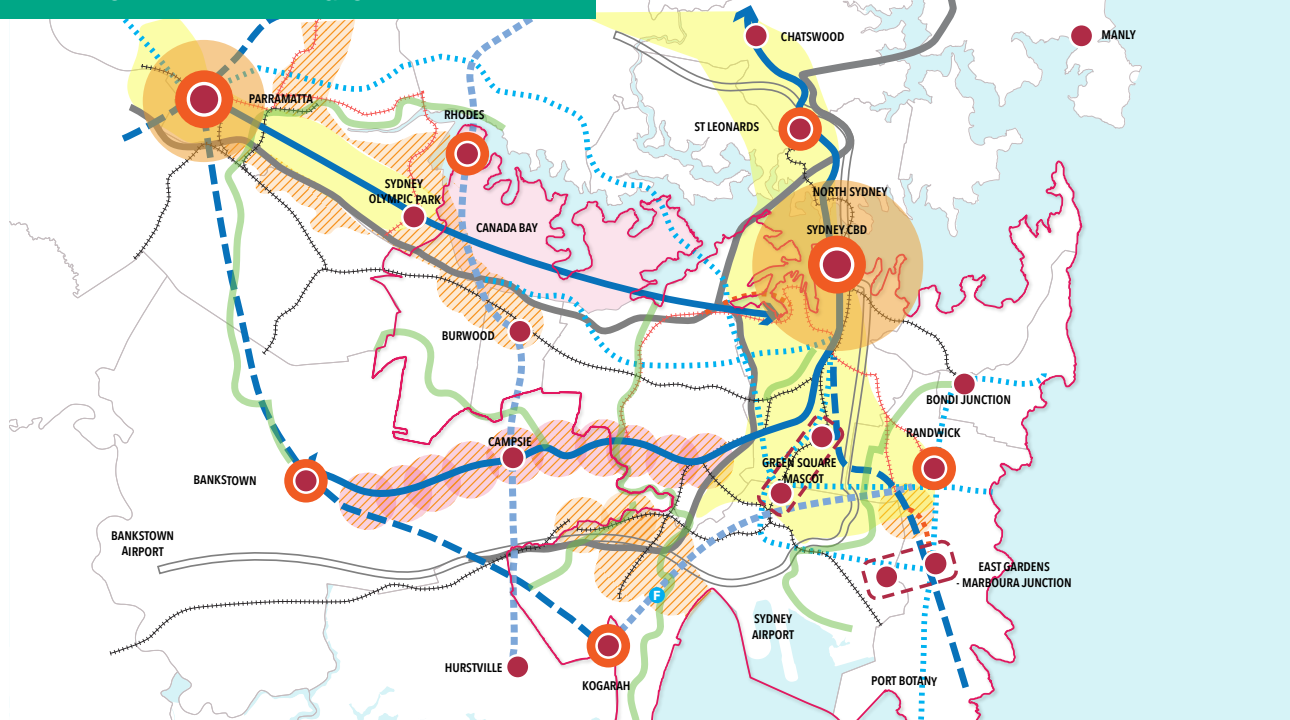 CHATSWOOD
MANLY
PARRAMATTA
RHODES
ST LEONARDS
SYDNEY
OLYMPIC PARK
NORTH SYDNEY
CANADA BAY
SYDNEY CBD
BURWOOD
BONDI JUNCTION
RANDWICK
CAMPSIE
GREEN SQUARE
- MASCOT
BANKSTOWN
BANKSTOWN
AIRPORT
EAST GARDENS
- MARBOURA JUNCTION
F
SYDNEY
AIRPORT
HURSTVILLE
KOGARAH
PORT BOTANY